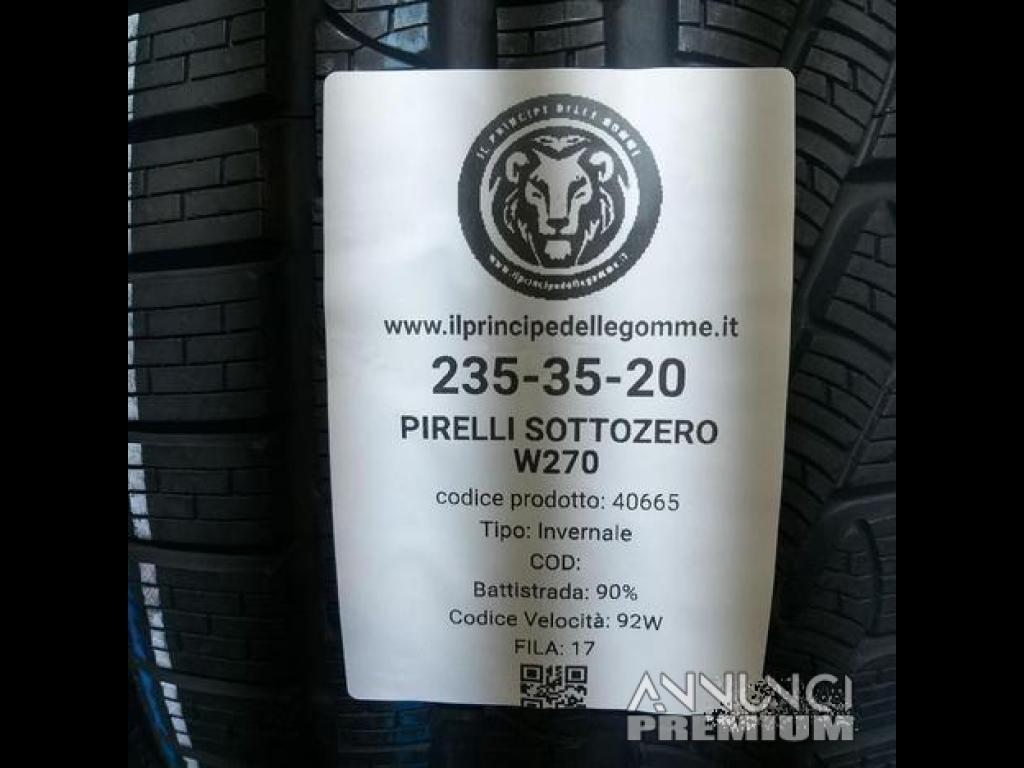 IL PRINCIPE DELLE GOMME
www.ilprincipedellegomme.it
www.ilprincipedellegomme.it
235-35-20
PIRELLI SOTTOZERO
W270
codice prodotto: 40665
Tipo: Invernale
COD:
Battistrada: 90%
Codice Velocità: 92W
FILA: 17
ANNUNCI
PREMIUM